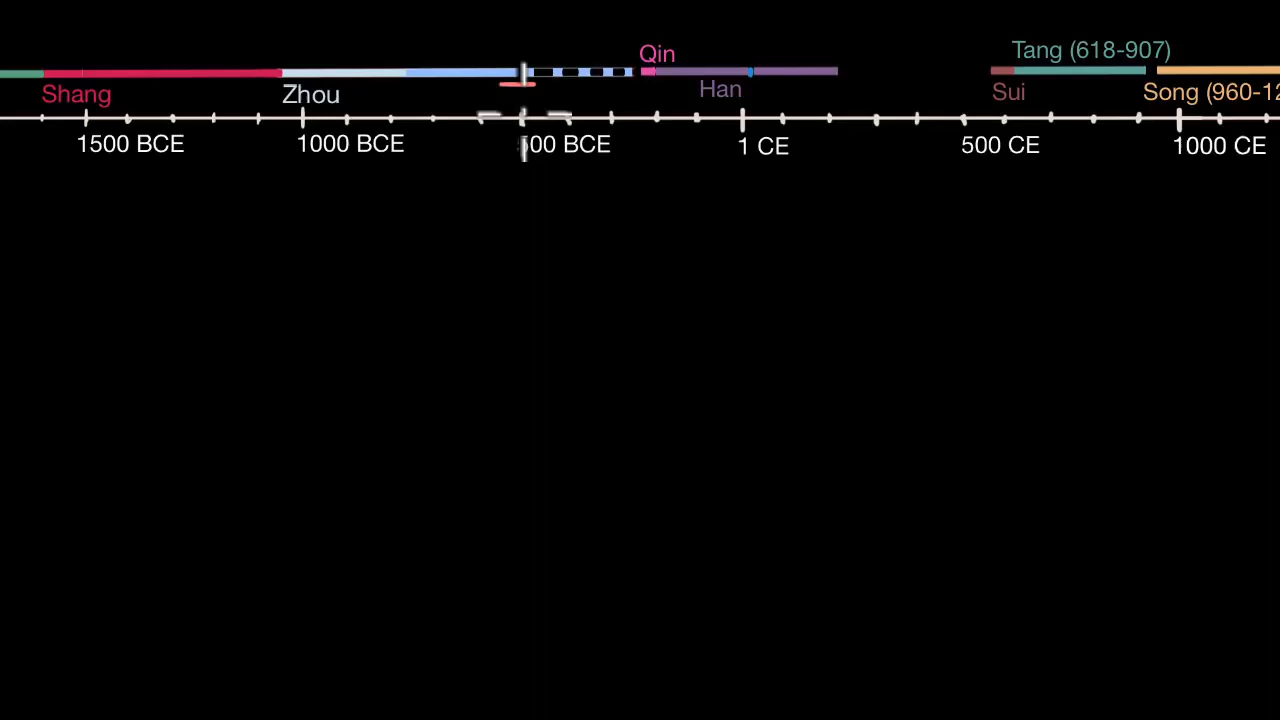 Qin
Tang (618-907)
Shang
Zhou
Han
Sui
Song (960-12
1500 BCE
1000 BCE
500 BCE
1 CE
500 CE
1000 CE